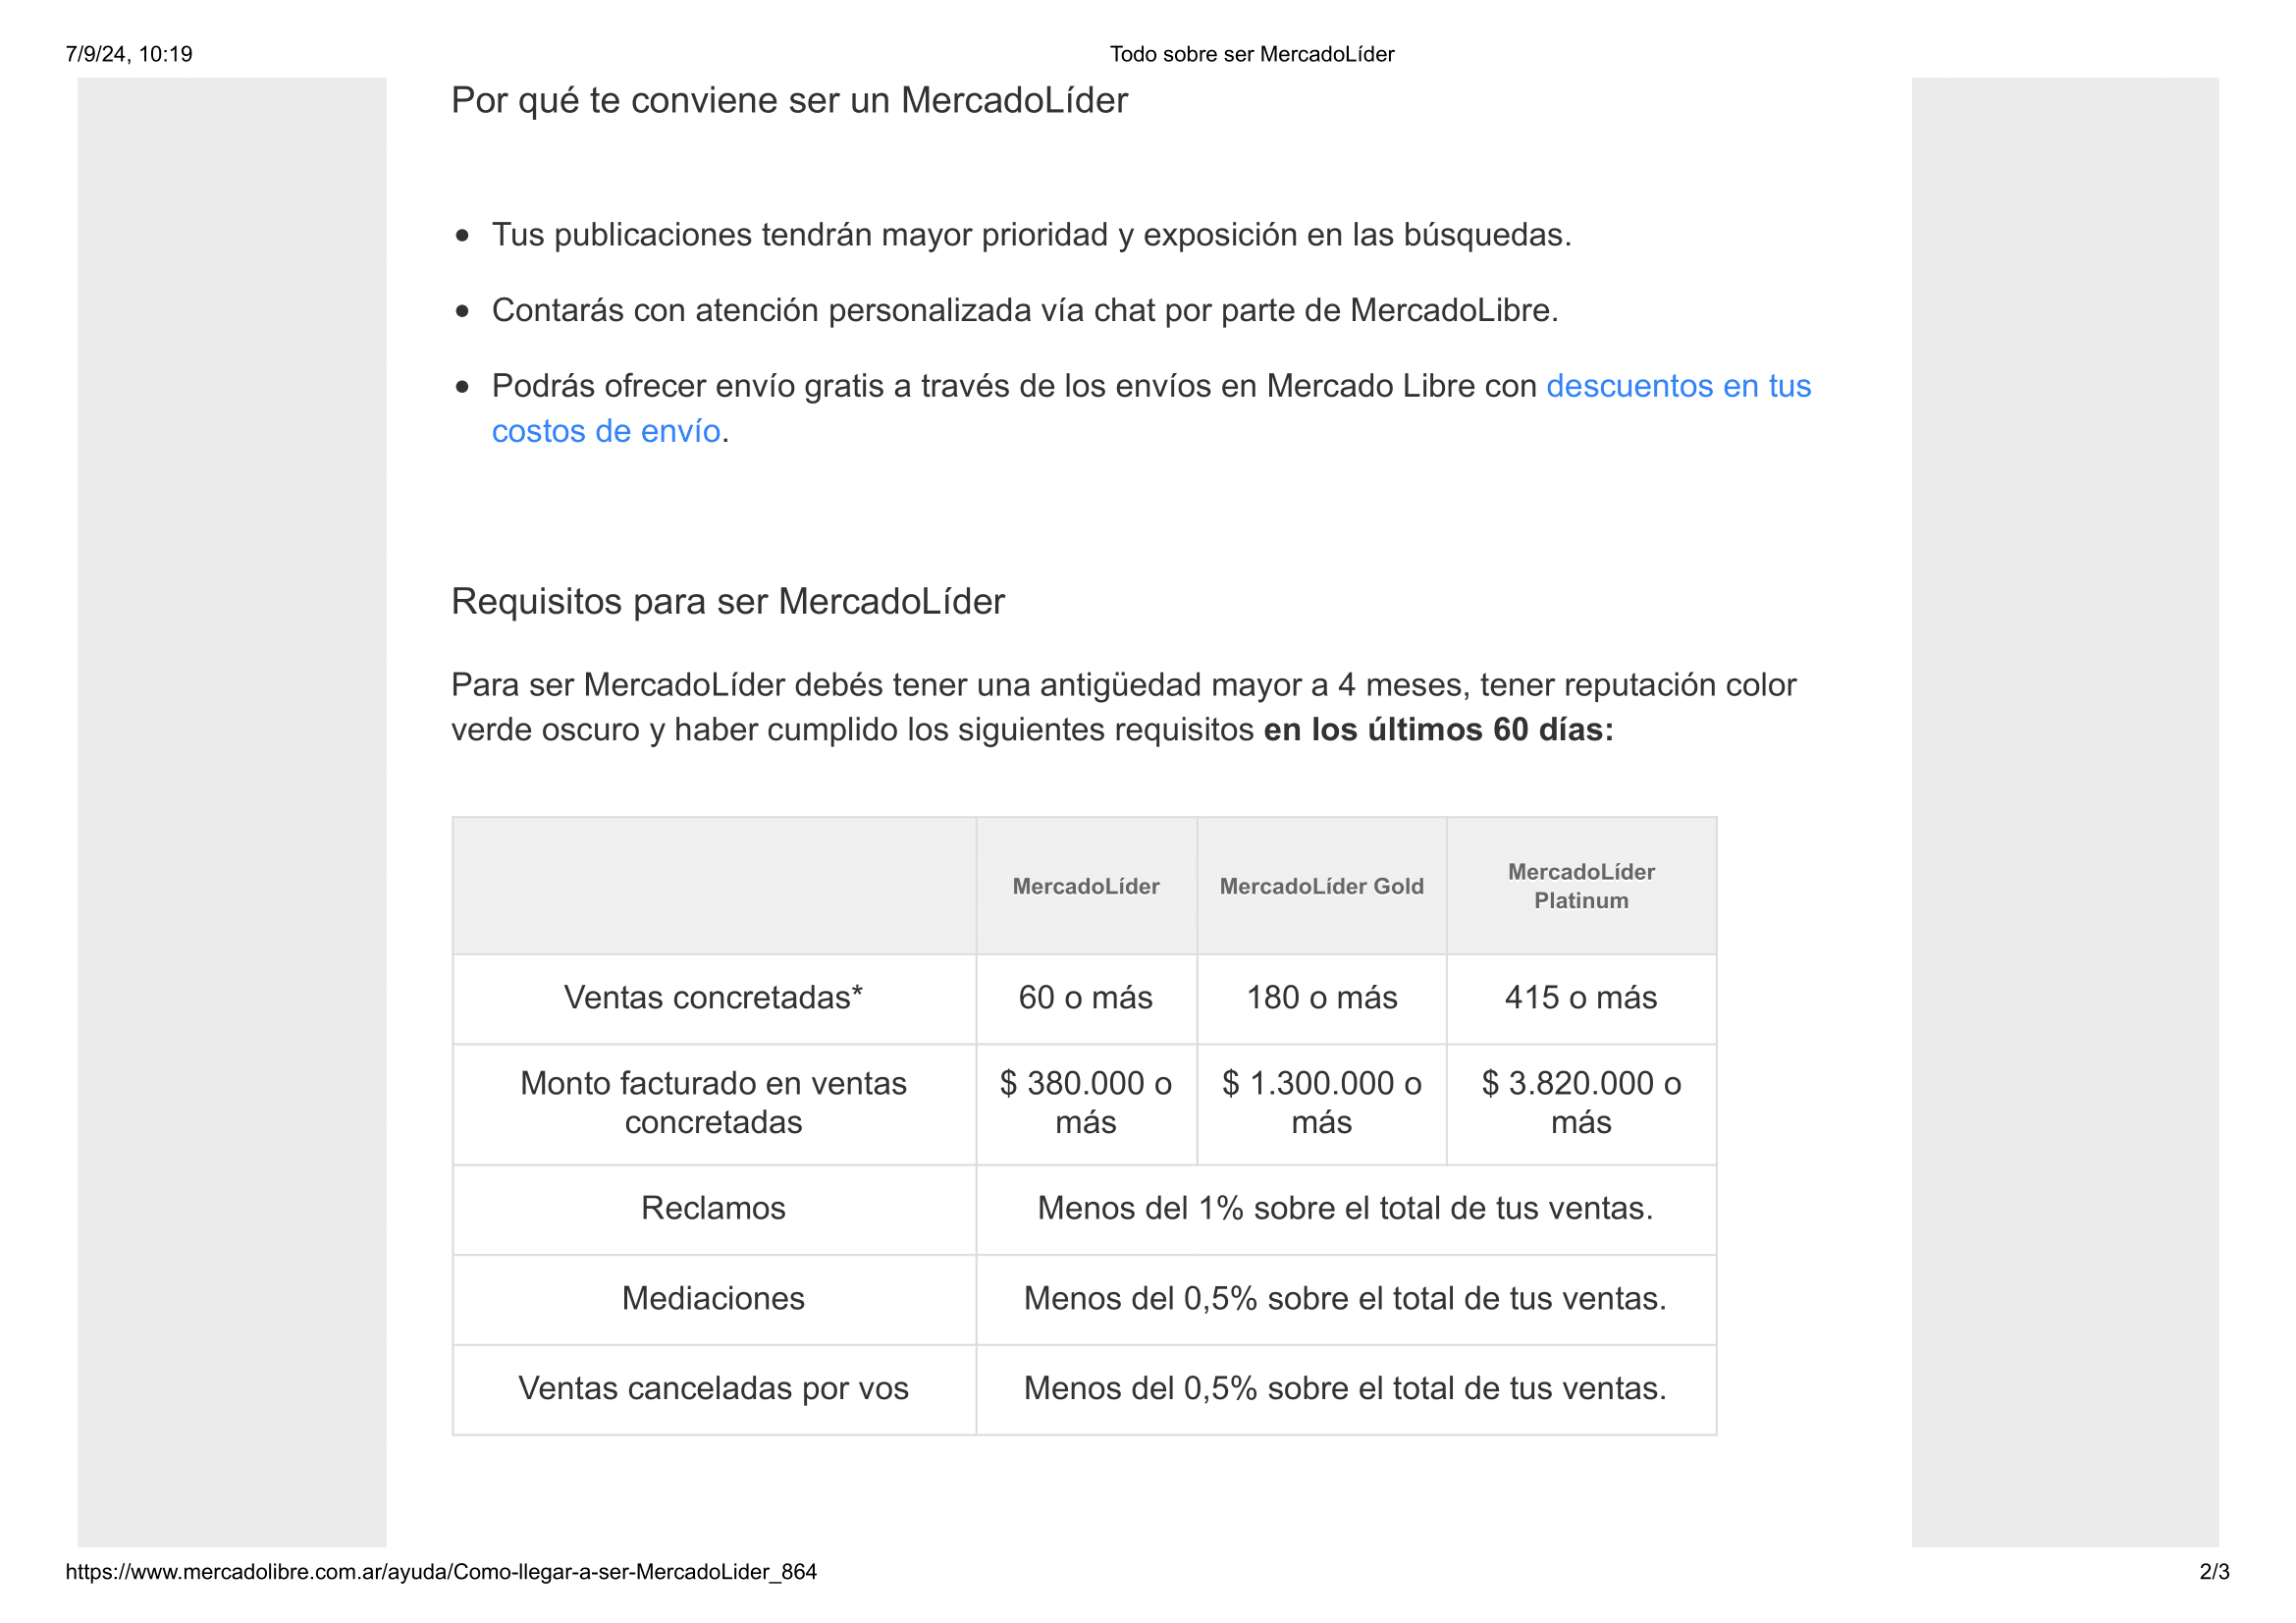 7/9/24, 10:19
Todo sobre ser MercadoLíder
Por qué te conviene ser un MercadoLíder
Tus publicaciones tendrán mayor prioridad y exposición en las búsquedas.
Contarás con atención personalizada vía chat por parte de MercadoLibre.
Podrás ofrecer envío gratis a través de los envíos en Mercado Libre con descuentos en tus
costos de envío.
Requisitos para ser MercadoLíder
Para ser MercadoLíder debés tener una antigüedad mayor a 4 meses, tener reputación color
verde oscuro y haber cumplido los siguientes requisitos en los últimos 60 días:
MercadoLíder
MercadoLíder Gold
MercadoLíder
Platinum
Ventas concretadas*
60 o más
180 o más
415 o más
Monto facturado en ventas
concretadas
$ 380.000 o
más
$ 1.300.000 o
más
$ 3.820.000 o
más
Reclamos
Menos del 1% sobre el total de tus ventas.
Mediaciones
Menos del 0,5% sobre el total de tus ventas.
Ventas canceladas por vos
Menos del 0,5% sobre el total de tus ventas.
https://www.mercadolibre.com.ar/ayuda/Como-llegar-a-ser-MercadoLider_864
2/3